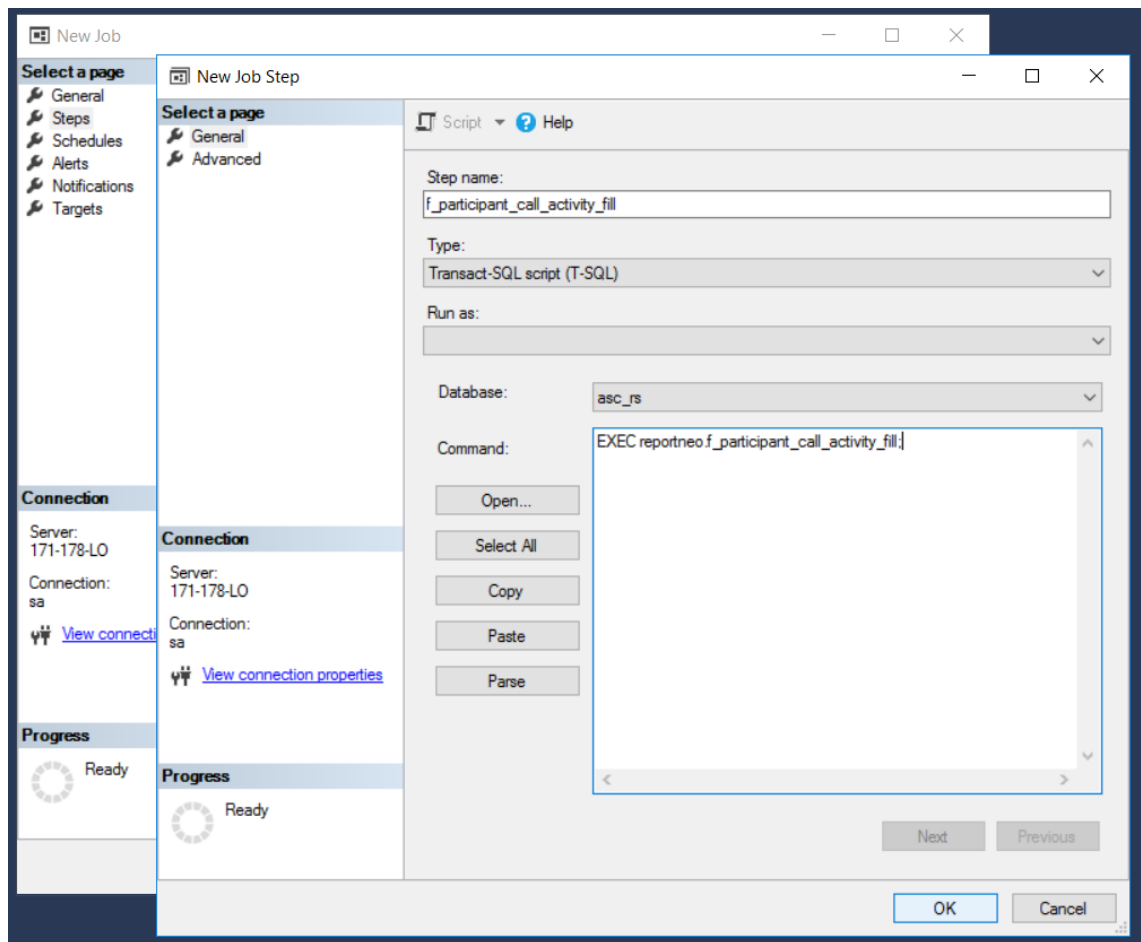 New Job
Select a page
General
Steps
Schedules
Alerts
Notifications
Targets
Connection
Server:
171-178-LO
Connection:
sa
View connecti
Progress
Ready
New Job Step
Select a page
General
Advanced
Connection
Server:
171-178-LO
Connection:
sa
View connection properties
Progress
Ready
Script
Help
Step name:
f_participant_call_activity_fill
Type:
Transact-SQL script (T-SQL)
Run as:
Database:
asc_rs
Command:
EXEC reportneo.f_participant_call_activity_fill;
Open...
Select All
Copy
Paste
Parse
Next
Previous
OK
Cancel